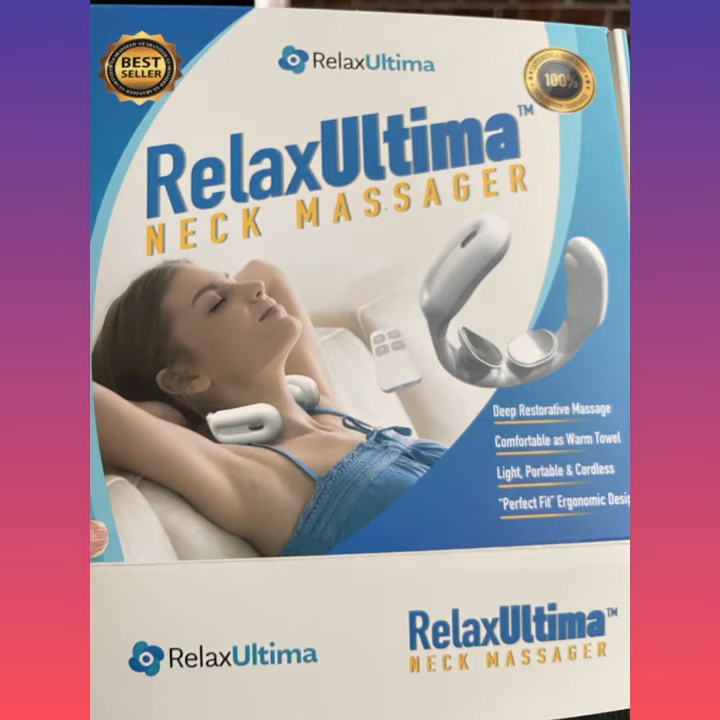 BEST
SELLER
RelaxUltima
100%
RelaxUltima™
NECK MASSAGER
Deep Restorative Massage
Comfortable as Warm Towel
Light, Portable & Cordless
"Perfect Fit" Ergonomic Desig
RelaxUltima
RelaxUltima™
NECK MASSAGER